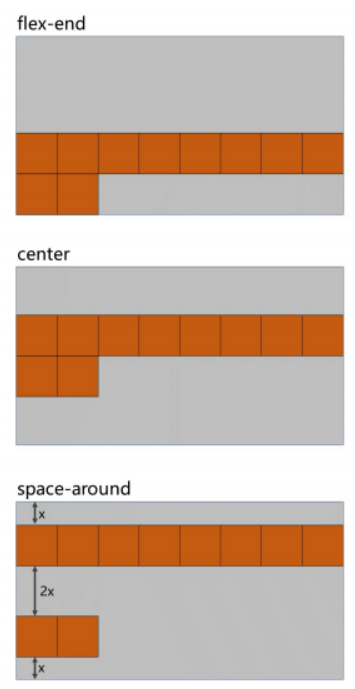 flex-end
center
space-around
x
2x
x